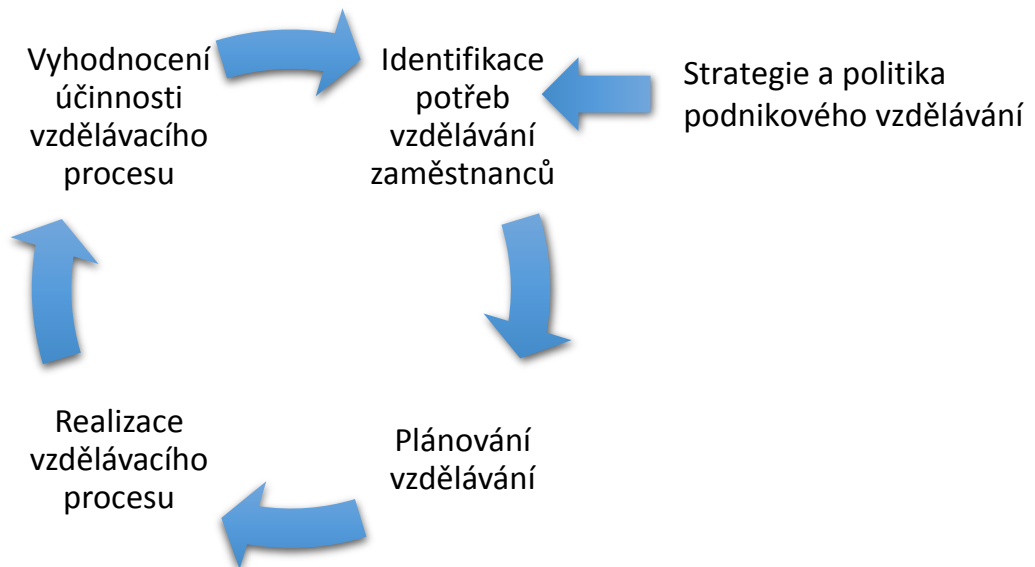 Vyhodnocení
účinnosti
vzdělávacího
procesu
Identifikace
potřeb
vzdělávání
zaměstnanců
Strategie a politika
podnikového vzdělávání
Plánování
vzdělávání
Realizace
vzdělávacího
procesu